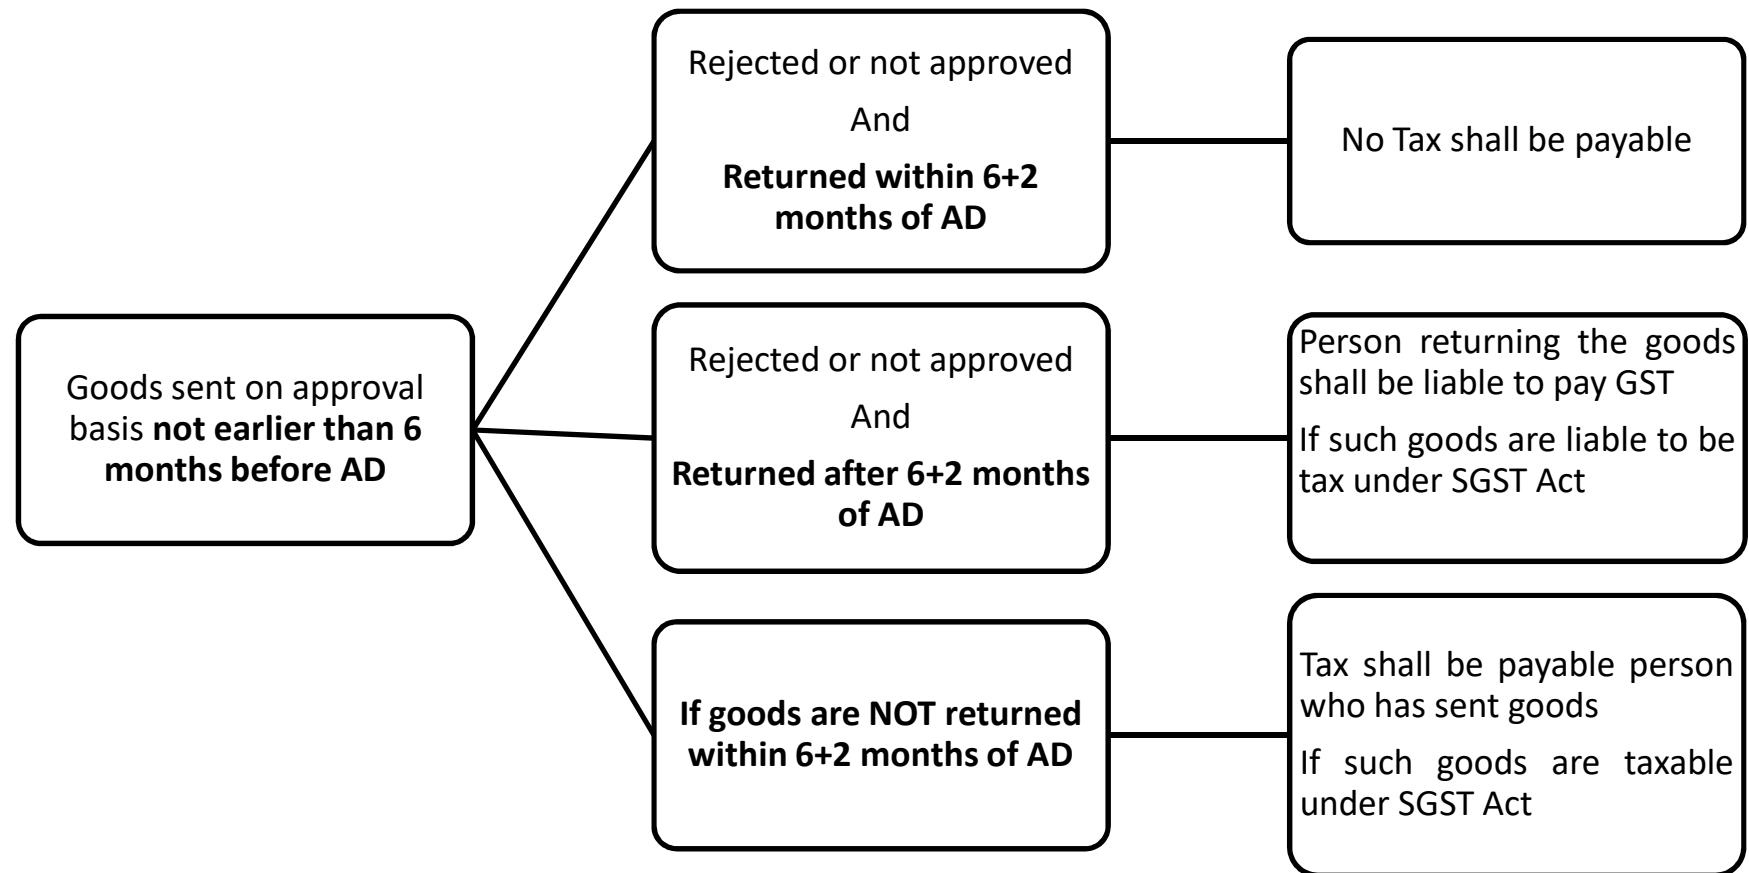 Goods sent on approval
basis not earlier than 6
months before AD
Rejected or not approved
And
Returned within 6+2
months of AD
No Tax shall be payable
Rejected or not approved
And
Returned after 6+2 months
of AD
Person returning the goods
shall be liable to pay GST
If such goods are liable to be
tax under SGST Act
If goods are NOT returned
within 6+2 months of AD
Tax shall be payable person
who has sent goods
If such goods are taxable
under SGST Act